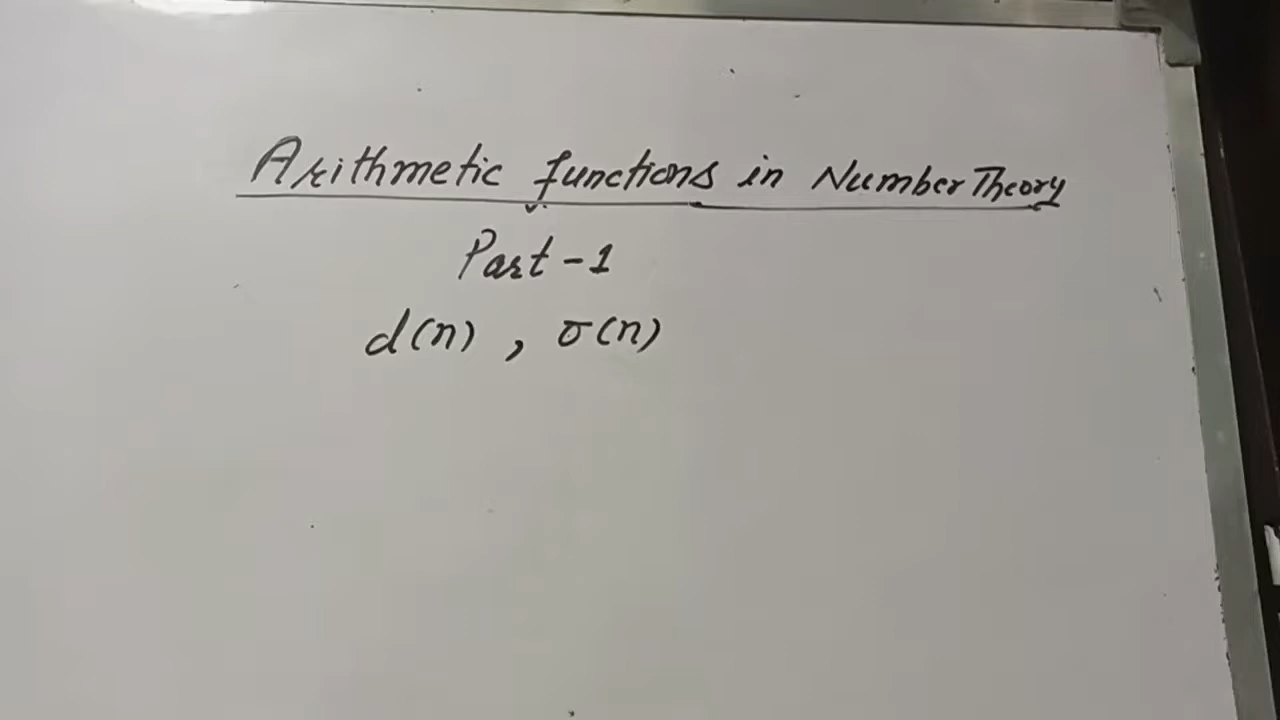 Arithmetic functions in Number Theory
Part-1
d(n), σ(n)